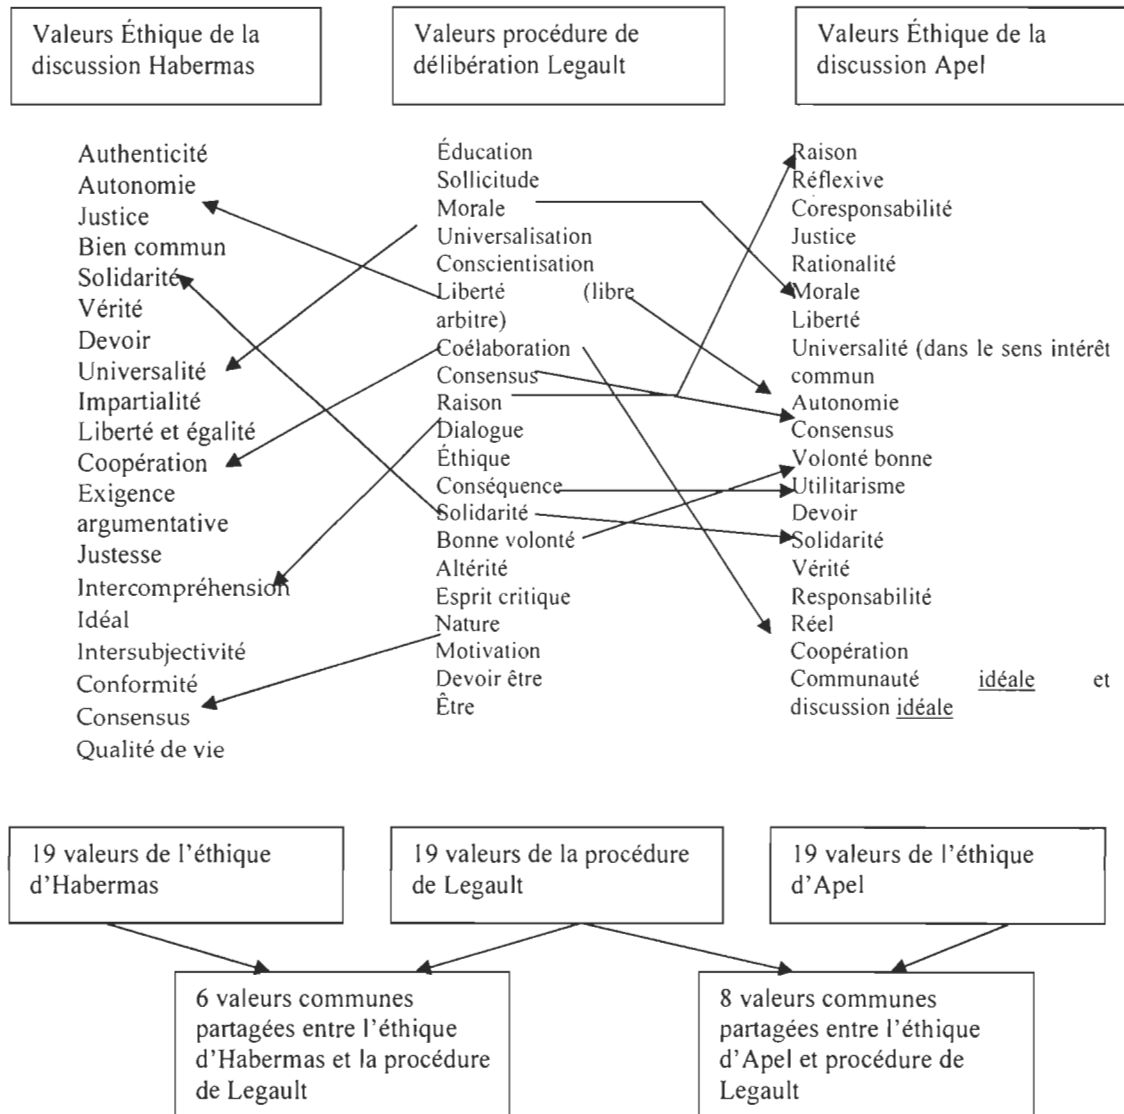 Valeurs Éthique de la
discussion Habermas
Valeurs procédure de
délibération Legault
Valeurs Éthique de la
discussion Apel
Authenticité
Autonomie
Justice
Bien commun
Solidarité
Vérité
Devoir
Universalité
Impartialité
Liberté et égalité
Coopération
Exigence
argumentative
Justesse
Intercompréhension
Idéal
Intersubjectivité
Conformité
Consensus
Qualité de vie
Éducation
Sollicitude
Morale
Universalisation
Conscientisation
Liberté (libre
arbitre)
Coélaboration
Consensus
Raison
Dialogue
Éthique
Conséquence
Solidarité
Bonne volonté
Altérité
Esprit critique
Nature
Motivation
Devoir être
Être
Raison
Réflexive
Coresponsabilité
Justice
Rationalité
Morale
Liberté
Universalité (dans le sens intérêt
commun
Autonomie
Consensus
Volonté bonne
Utilitarisme
Devoir
Solidarité
Vérité
Responsabilité
Réel
Coopération
Communauté idéale et
discussion idéale
19 valeurs de l'éthique
d'Habermas
19 valeurs de la procédure
de Legault
19 valeurs de l'éthique
d'Apel
6 valeurs communes
partagées entre l'éthique
d'Habermas et la procédure
de Legault
8 valeurs communes
partagées entre l'éthique
d'Apel et procédure de
Legault